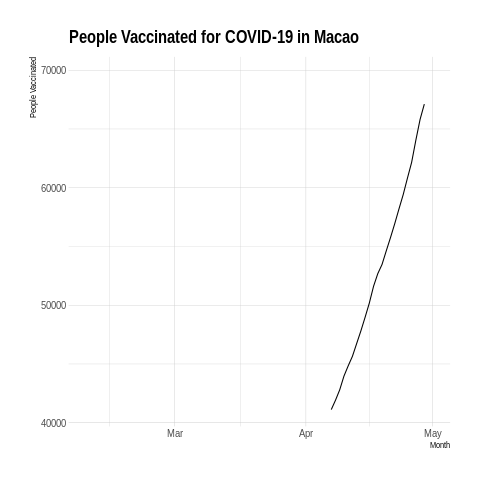 People Vaccinated for COVID-19 in Macao
People Vaccinated
70000
60000
50000
40000
Mar Apr May
Month